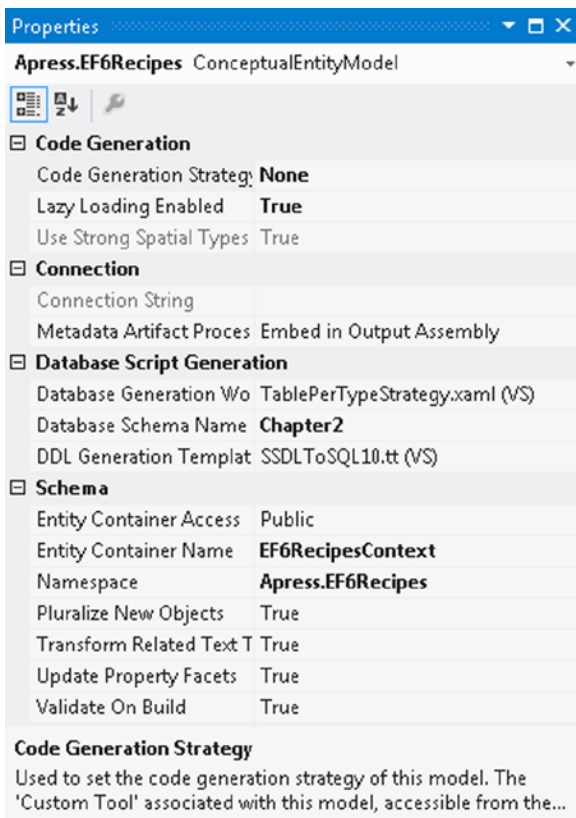 Properties
Apress.EF6Recipes ConceptualEntityModel
Code Generation
Code Generation Strategy None
Lazy Loading Enabled True
Use Strong Spatial Types True
Connection
Connection String
Metadata Artifact Proces Embed in Output Assembly
Database Script Generation
Database Generation Wo TablePerTypeStrategy.xaml (VS)
Database Schema Name Chapter2
DDL Generation Templat SSDLToSQL10.tt (VS)
Schema
Entity Container Access Public
Entity Container Name EF6RecipesContext
Namespace Apress.EF6Recipes
Pluralize New Objects True
Transform Related Text T True
Update Property Facets True
Validate On Build True
Code Generation Strategy
Used to set the code generation strategy of this model. The
'Custom Tool' associated with this model, accessible from the...